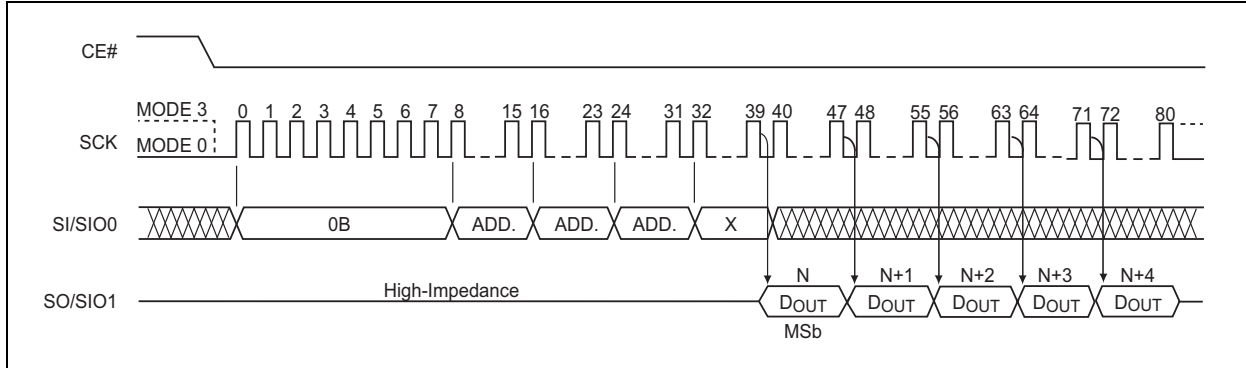 CE#
MODE 3
0 1 2 3 4 5 6 7 8 15 16 23 24 31 32 39 40 47 48 55 56 63 64 71 72 80
SCK
MODE 0
SI/SIO0 0B ADD. ADD. ADD. X
N N+1 N+2 N+3 N+4
SO/SIO1 High-Impedance DOUT DOUT DOUT DOUT DOUT
MSb